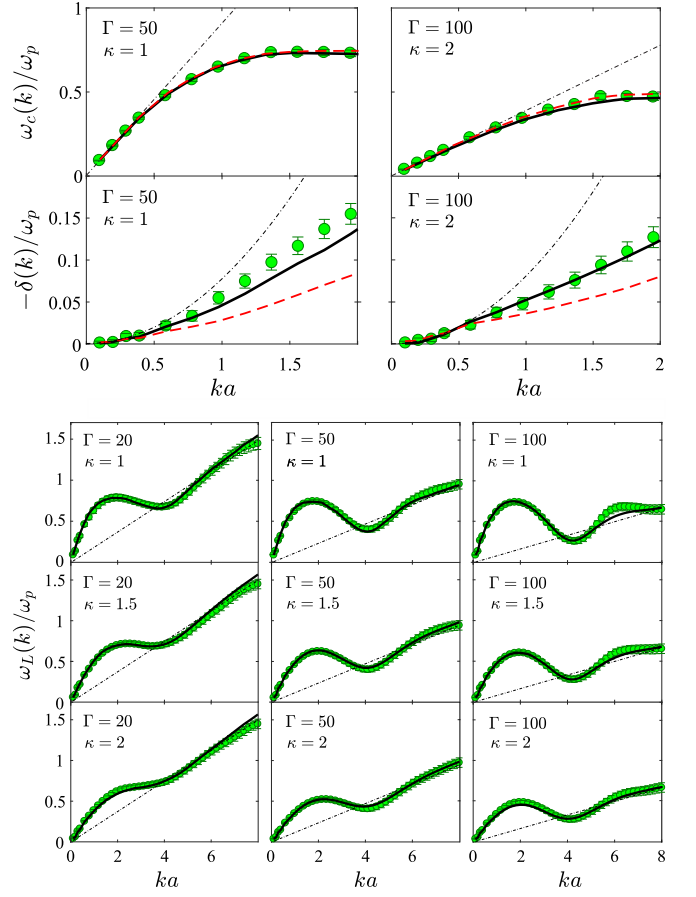 1
0.5
0
ω_c(k)/ω_p
Γ = 50
κ = 1
Γ = 100
κ = 2
0.15
0.1
0.05
0
−δ(k)/ω_p
Γ = 50
κ = 1
Γ = 100
κ = 2
0 0.5 1 1.5
0 0.5 1 1.5 2
ka
ka
1.5
1
0.5
0
Γ = 20
κ = 1
Γ = 50
κ = 1
Γ = 100
κ = 1
ω_L(k)/ω_p
1.5
1
0.5
0
Γ = 20
κ = 1.5
Γ = 50
κ = 1.5
Γ = 100
κ = 1.5
1.5
1
0.5
0
Γ = 20
κ = 2
Γ = 50
κ = 2
Γ = 100
κ = 2
0 2 4 6
0 2 4 6
0 2 4 6 8
ka
ka
ka